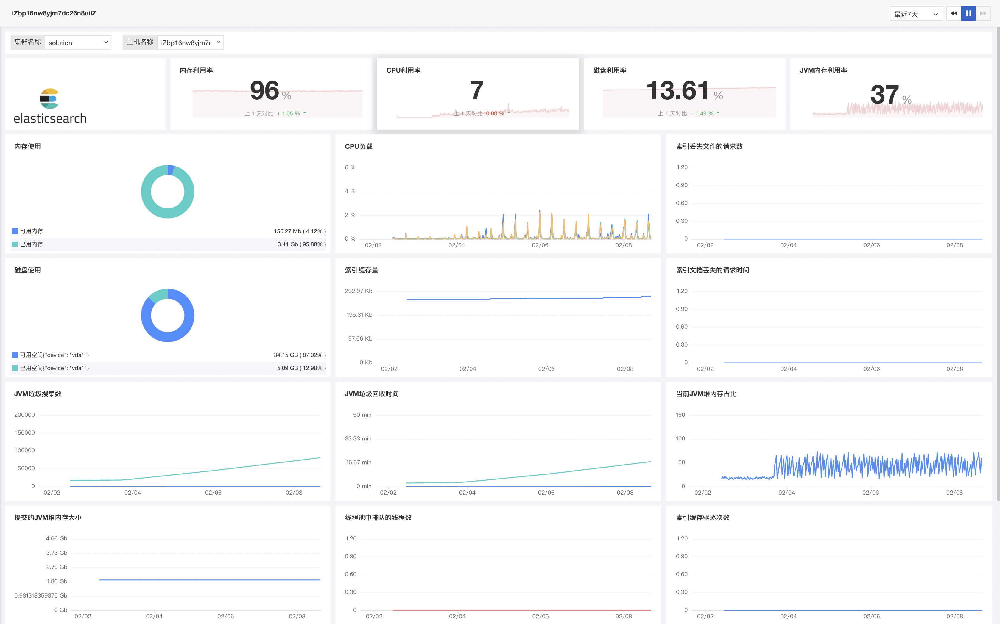 iZbp16nw8yjm7dc26n8uilZ
最近7天
集群名称 solution 主机名称 iZbp16nw8yjm7c
elasticsearch
内存利用率
96 %
上 1 天对比 + 1.05 %
CPU利用率
7
上 1 天对比 0.00 %
磁盘利用率
13.61 %
上 1 天对比 + 1.49 %
JVM内存利用率
37 %
内存使用
可用内存 150.27 Mb ( 4.12% )
已用内存 3.41 Gb ( 95.88% )
CPU负载
6 %
4 %
2 %
0 %
02/02 02/04 02/06 02/08
索引丢失文件的请求数
1.20
0.90
0.60
0.30
0
02/02 02/04 02/06 02/08
磁盘使用
可用空间{"device": "vda1"} 34.15 GB ( 87.02% )
已用空间{"device": "vda1"} 5.09 GB ( 12.98% )
索引缓存量
292.97 Kb
195.31 Kb
97.66 Kb
0 Kb
02/02 02/04 02/06 02/08
索引文档丢失的请求时间
1.20
0.90
0.60
0.30
0
02/02 02/04 02/06 02/08
JVM垃圾搜集数
200000
150000
100000
50000
0
02/02 02/04 02/06 02/08
JVM垃圾回收时间
50 min
33.33 min
16.67 min
0 min
02/02 02/04 02/06 02/08
当前JVM堆内存占比
150
100
50
0
02/02 02/04 02/06 02/08
提交的JVM堆内存大小
4.66 Gb
3.73 Gb
2.79 Gb
1.86 Gb
0.931318359375 Gb
0 Gb
02/02 02/04 02/06 02/08
线程池中排队的线程数
1.20
0.90
0.60
0.30
0
02/02 02/04 02/06 02/08
索引缓存驱逐次数
1.20
0.90
0.60
0.30
0
02/02 02/04 02/06 02/08